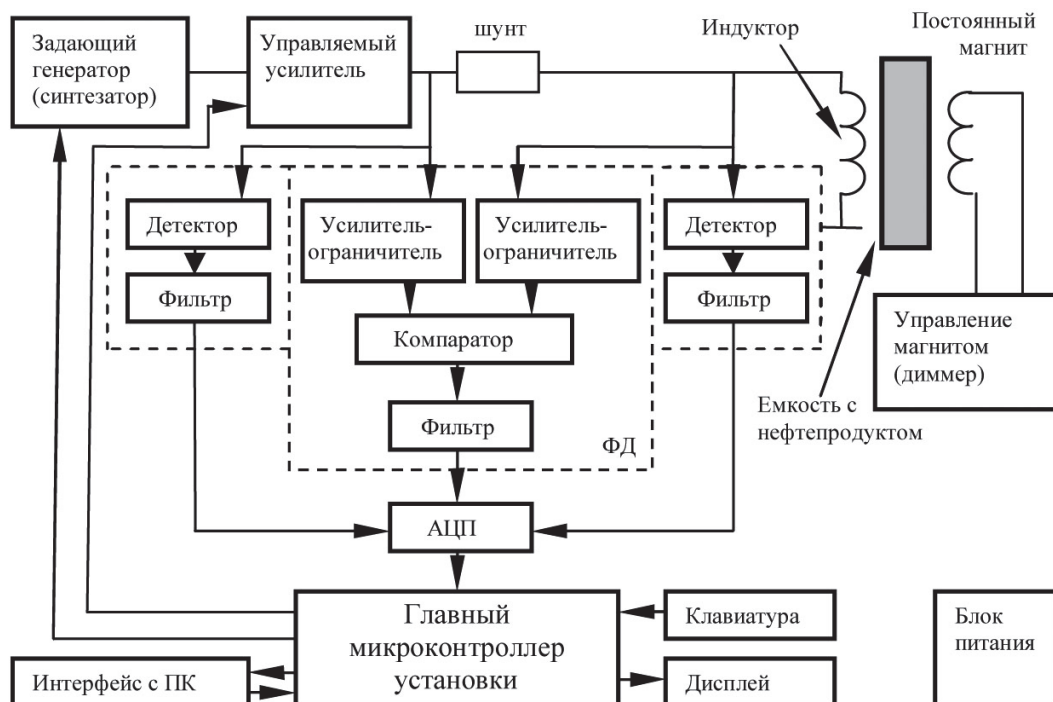 Задающий
генератор
(синтезатор)
Управляемый
усилитель
шунт
Индуктор
Постоянный
магнит
Детектор
Усилитель-
ограничитель
Усилитель-
ограничитель
Детектор
Фильтр
Фильтр
Компаратор
Управление
магнитом
(диммер)
Фильтр
ФД
Емкость с
нефтепродуктом
АЦП
Главный
микроконтроллер
установки
Клавиатура
Блок
питания
Интерфейс с ПК
Дисплей